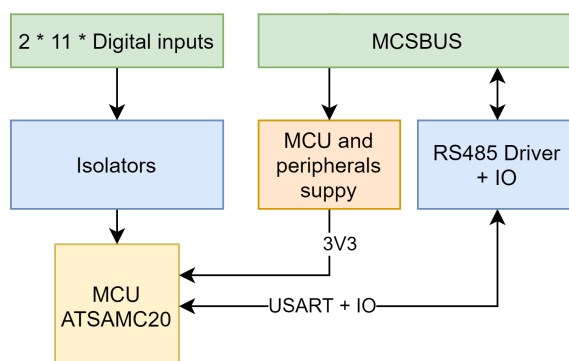 2 * 11 * Digital inputs
MCSBUS
Isolators
MCU and
peripherals
suppy
RS485 Driver
+ IO
3V3
MCU
ATSAMC20
USART + IO